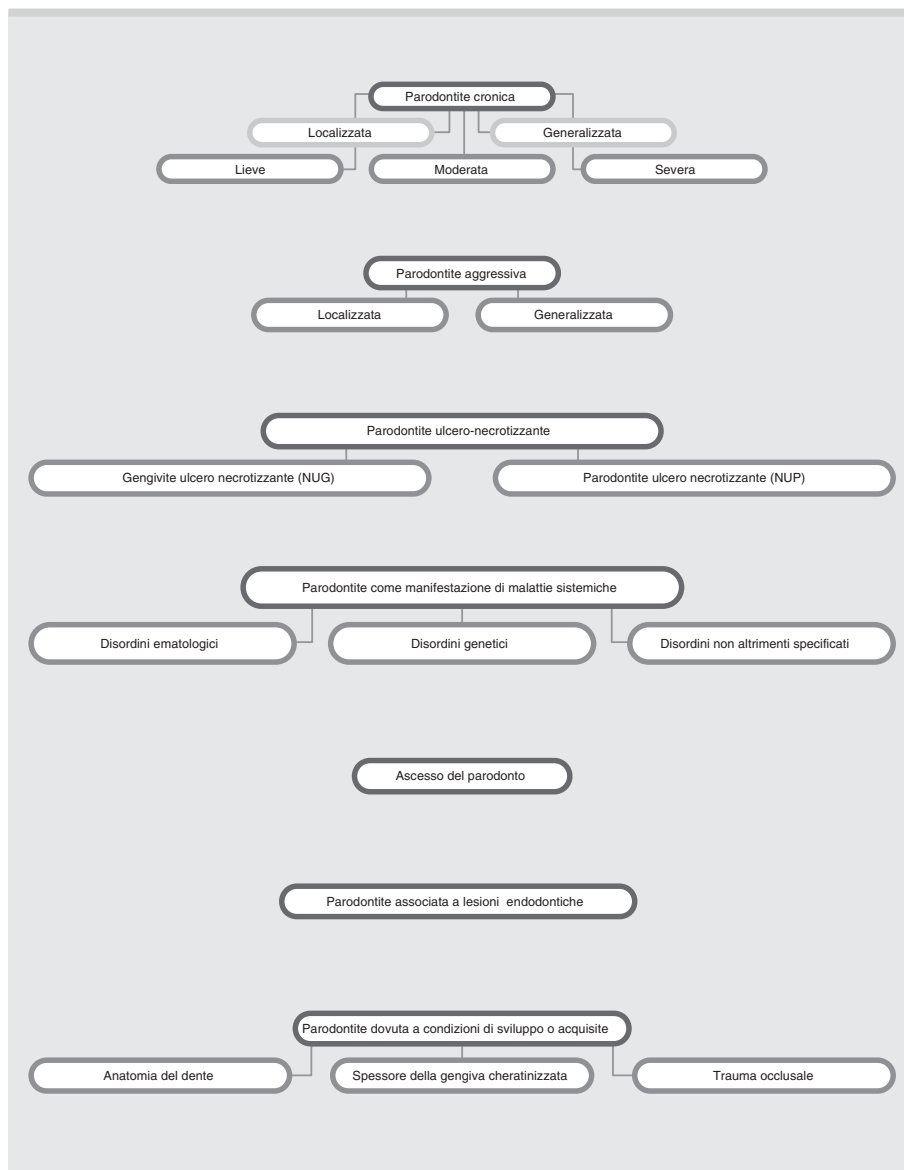 Parodontite cronica
Localizzata
Generalizzata
Lieve
Moderata
Severa
Parodontite aggressiva
Localizzata
Generalizzata
Parodontite ulcero-necrotizzante
Gengivite ulcero necrotizzante (NUG)
Parodontite ulcero necrotizzante (NUP)
Parodontite come manifestazione di malattie sistemiche
Disordini ematologici
Disordini genetici
Disordini non altrimenti specificati
Ascesso del parodonto
Parodontite associata a lesioni endodontiche
Parodontite dovuta a condizioni di sviluppo o acquisite
Anatomia del dente
Spessore della gengiva cheratinizzata
Trauma occlusale